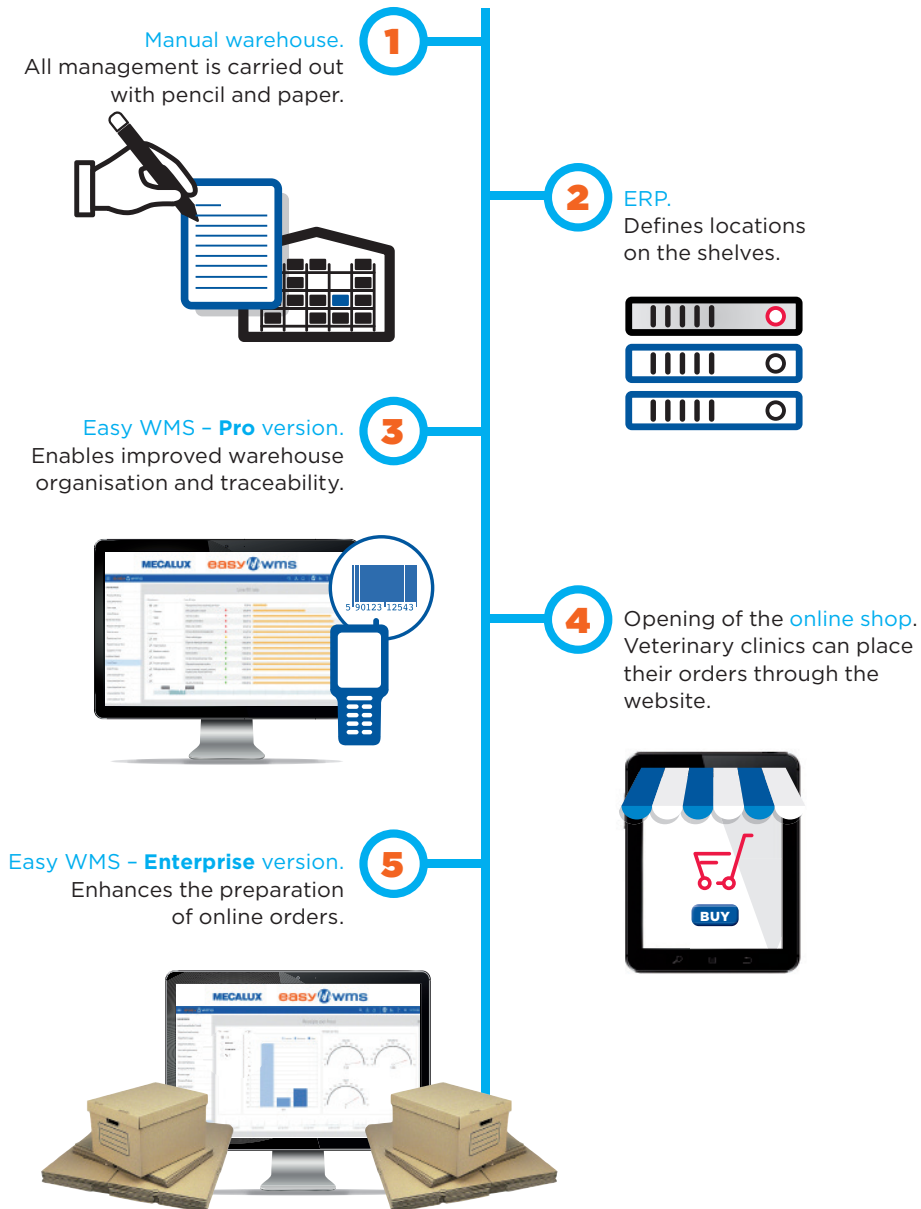 1
Manual warehouse.
All management is carried out
with pencil and paper.
2
ERP.
Defines locations
on the shelves.
3
Easy WMS – Pro version.
Enables improved warehouse
organisation and traceability.
MECALUX easy wms
5 90123 12543
4
Opening of the online shop.
Veterinary clinics can place
their orders through the
website.
BUY
5
Easy WMS – Enterprise version.
Enhances the preparation
of online orders.
MECALUX easy wms